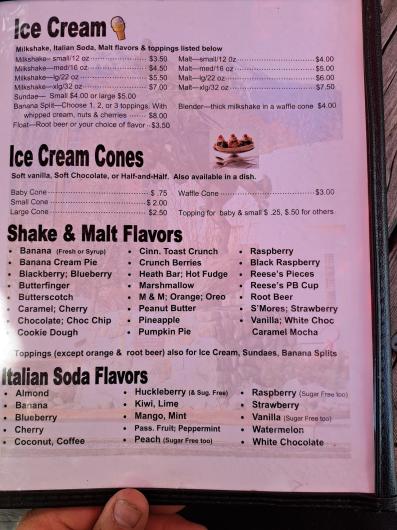 Ice Cream
Milkshake, Italian Soda, Malt flavors & toppings listed below
Milkshake– small/12 oz $3.50 Malt—small/12 0z $4.00
Milkshake—med/16 oz $4.50 Malt—med/16 oz $5.00
Milkshake—lg/22 oz $5.50 Malt—lg/22 oz $6.00
Milkshake—xlg/32 oz $7.00 Malt—xlg/32 oz $7.50
Sundae— Small $4.00 or large $5.00
Banana Split—Choose 1, 2, or 3 toppings, With Blender—thick milkshake in a waffle cone $4.00
whipped cream, nuts & cherries $8.00
Float—Root beer or your choice of flavor --$3.50
Ice Cream Cones
Soft vanilla, Soft Chocolate, or Half-and-Half. Also available in a dish.
Baby Cone $ .75 Waffle Cone $3.00
Small Cone $ 2.00
Large Cone $2.50 Topping for baby & small $ .25, $.50 for others
Shake & Malt Flavors
• Banana (Fresh or Syrup) • Cinn. Toast Crunch • Raspberry
• Banana Cream Pie • Crunch Berries • Black Raspberry
• Blackberry; Blueberry • Heath Bar; Hot Fudge • Reese's Pieces
• Butterfinger • Marshmallow • Reese's PB Cup
• Butterscotch • M & M; Orange; Oreo • Root Beer
• Caramel; Cherry • Peanut Butter • S'Mores; Strawberry
• Chocolate; Choc Chip • Pineapple • Vanilla; White Choc
• Cookie Dough • Pumpkin Pie Caramel Mocha
Toppings (except orange & root beer) also for Ice Cream, Sundaes, Banana Splits
Italian Soda Flavors
• Almond • Huckleberry (& Sug. Free) • Raspberry (Sugar Free too)
• Banana • Kiwi, Lime • Strawberry
• Blueberry • Mango, Mint • Vanilla (Sugar Free too)
• Cherry • Pass. Fruit; Peppermint • Watermelon
• Coconut, Coffee • Peach (Sugar Free too) • White Chocolate